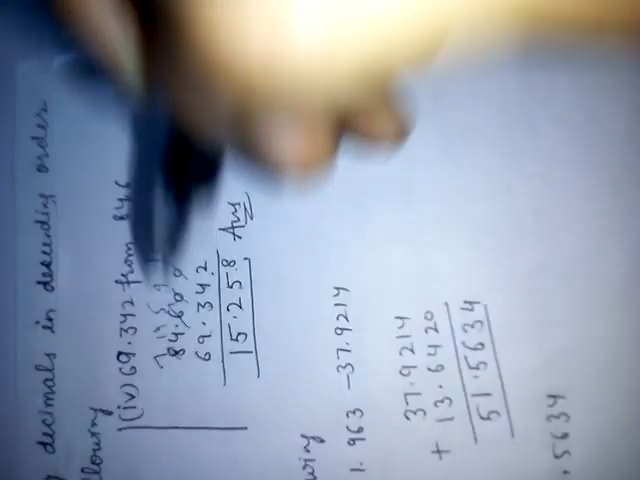 decimals in descending order
llowing
(iv) 69.342 from 84.6
84.600
69.342
15.258 Ans
wing
1.963 -37.9214
37.9214
+ 13.6420
51.5634
.5634